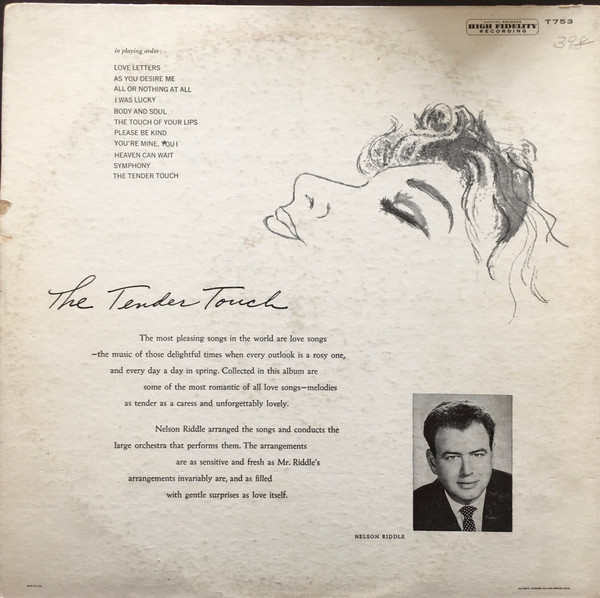 CAPITOL RECORDS
HIGH FIDELITY
RECORDING
T753
398
in playing order:
LOVE LETTERS
AS YOU DESIRE ME
ALL OR NOTHING AT ALL
I WAS LUCKY
BODY AND SOUL
THE TOUCH OF YOUR LIPS
PLEASE BE KIND
YOU'RE MINE, YOU!
HEAVEN CAN WAIT
SYMPHONY
THE TENDER TOUCH
The Tender Touch
The most pleasing songs in the world are love songs
—the music of those delightful times when every outlook is a rosy one,
and every day a day in spring. Collected in this album are
some of the most romantic of all love songs—melodies
as tender as a caress and unforgettably lovely.
Nelson Riddle arranged the songs and conducts the
large orchestra that performs them. The arrangements
are as sensitive and fresh as Mr. Riddle's
arrangements invariably are, and as filled
with gentle surprises as love itself.
NELSON RIDDLE